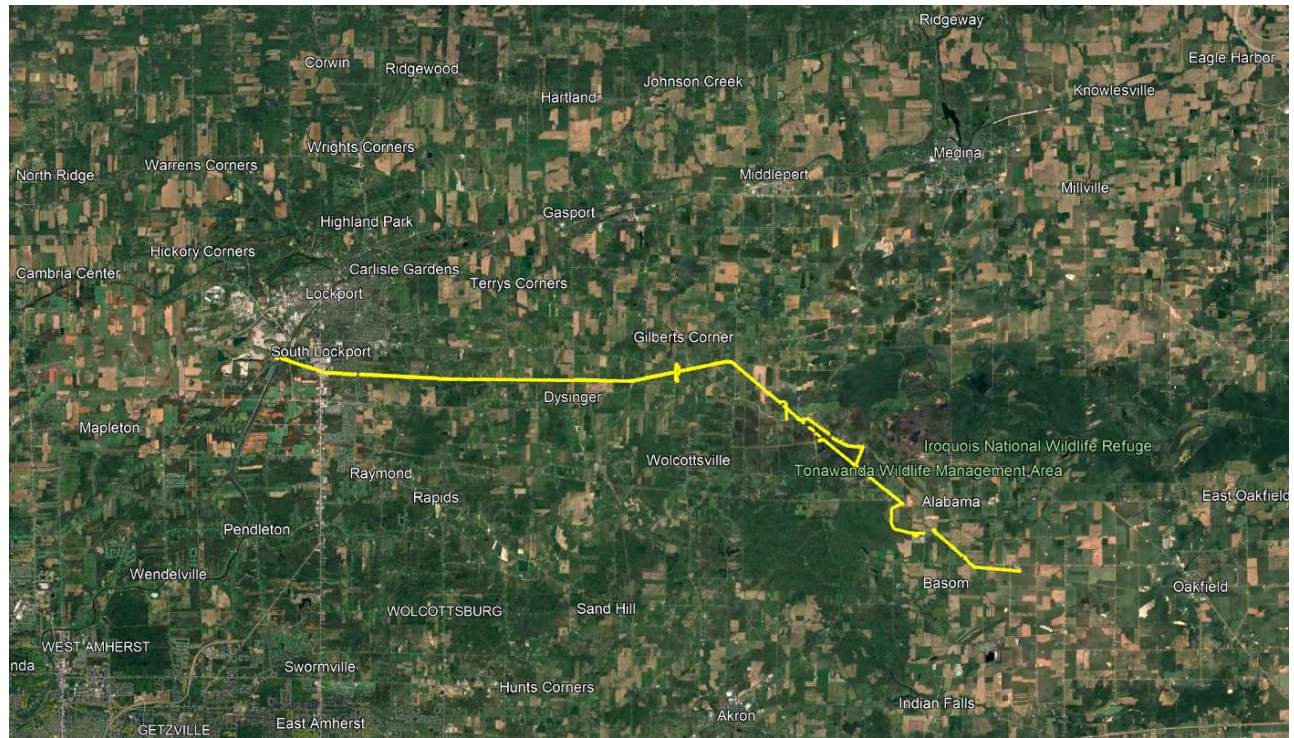 Ridgeway
Eagle Harbor
Corwin
Ridgewood
Johnson Creek
Knowlesville
Hartland
Wrights Corners
Warrens Corners
Medina
North Ridge
Middleport
Millville
Gasport
Highland Park
Hickory Corners
Cambria Center
Carlisle Gardens
Terrys Corners
Lockport
Gilberts Corner
South Lockport
Dysinger
Mapleton
Iroquois National Wildlife Refuge
Wolcottsville
Tonawanda Wildlife Management Area
Raymond
Rapids
East Oakfield
Alabama
Pendleton
Wendelville
Basom
Oakfield
WOLCOTTSBURG
Sand Hill
WEST AMHERST
nda
Swormville
Hunts Corners
Indian Falls
Akron
East Amherst
GETZVILLE